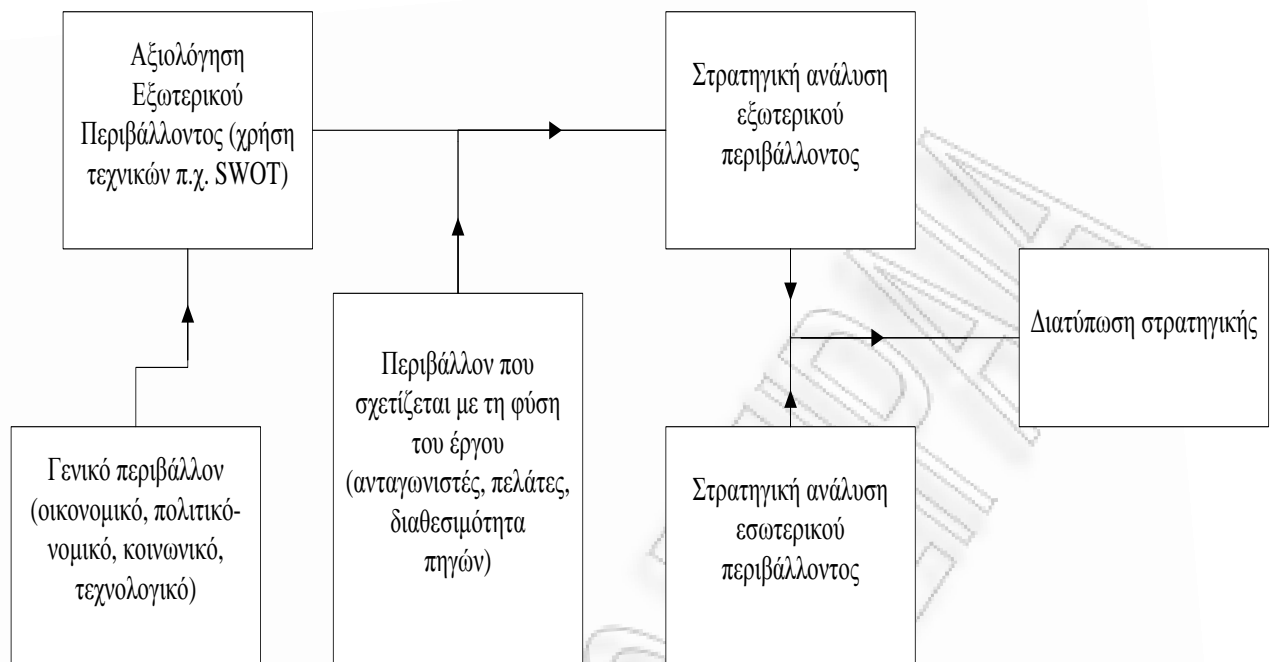 Αξιολόγηση
Εξωτερικού
Περιβάλλοντος (χρήση
τεχνικών π.χ. SWOT)
Στρατηγική ανάλυση
εξωτερικού
περιβάλλοντος
Διατύπωση στρατηγικής
Περιβάλλον που
σχετίζεται με τη φύση
του έργου
(ανταγωνιστές, πελάτες,
διαθεσιμότητα
πηγών)
Γενικό περιβάλλον
(οικονομικό, πολιτικό-
νομικό, κοινωνικό,
τεχνολογικό)
Στρατηγική ανάλυση
εσωτερικού
περιβάλλοντος